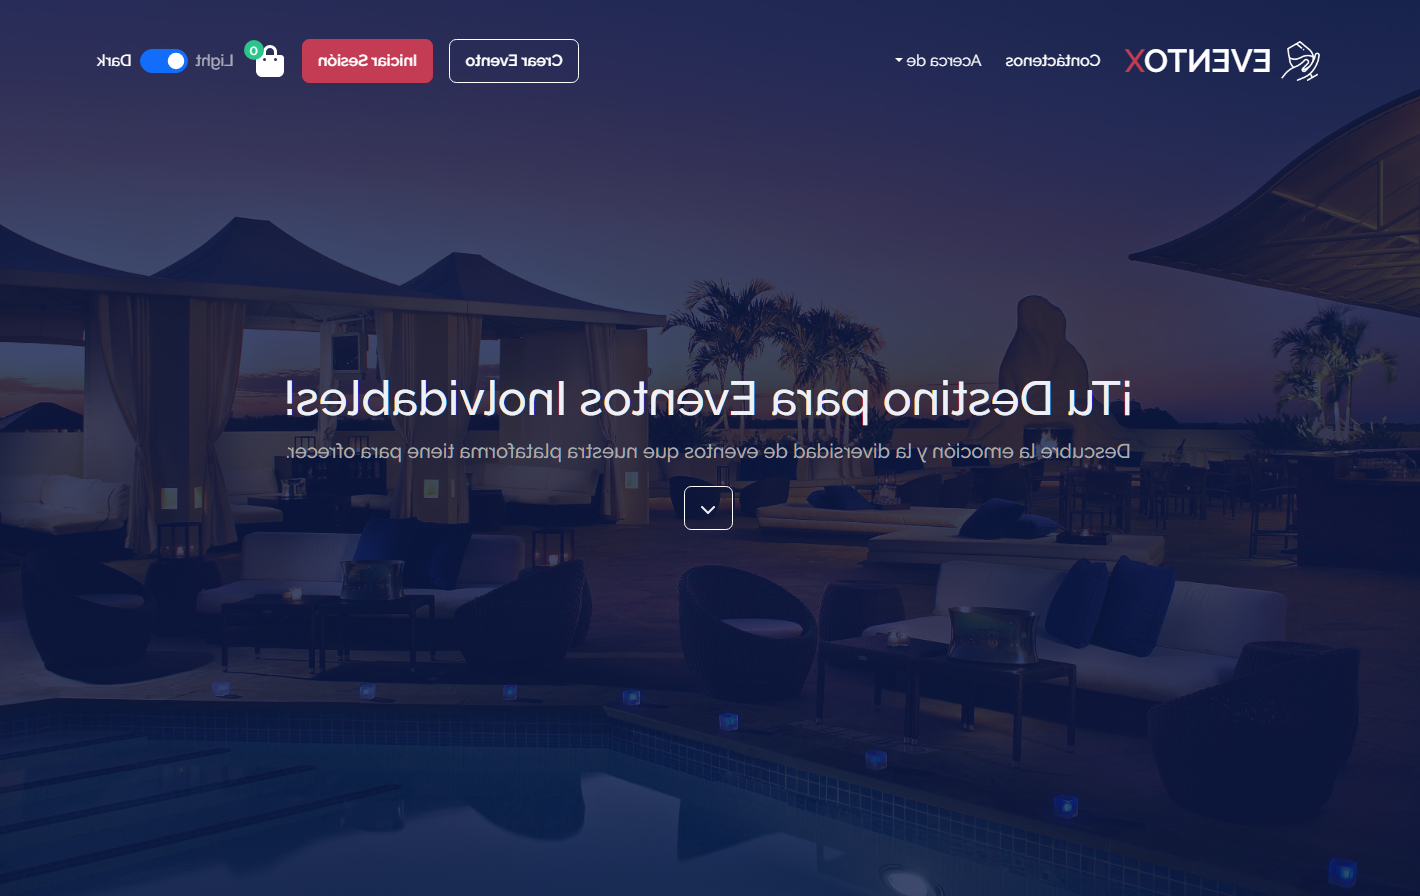 EVENTOX
Contáctenos
Acerca de
Crear Evento
Iniciar Sesión
0
Light
Dark
¡Tu Destino para Eventos Inolvidables!
Descubre la emoción y la diversidad de eventos que nuestra plataforma tiene para ofrecer.